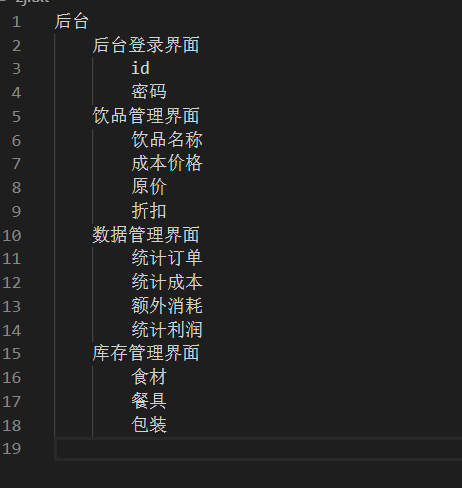 1 后台
2 后台登录界面
3 id
4 密码
5 饮品管理界面
6 饮品名称
7 成本价格
8 原价
9 折扣
10 数据管理界面
11 统计订单
12 统计成本
13 额外消耗
14 统计利润
15 库存管理界面
16 食材
17 餐具
18 包装
19